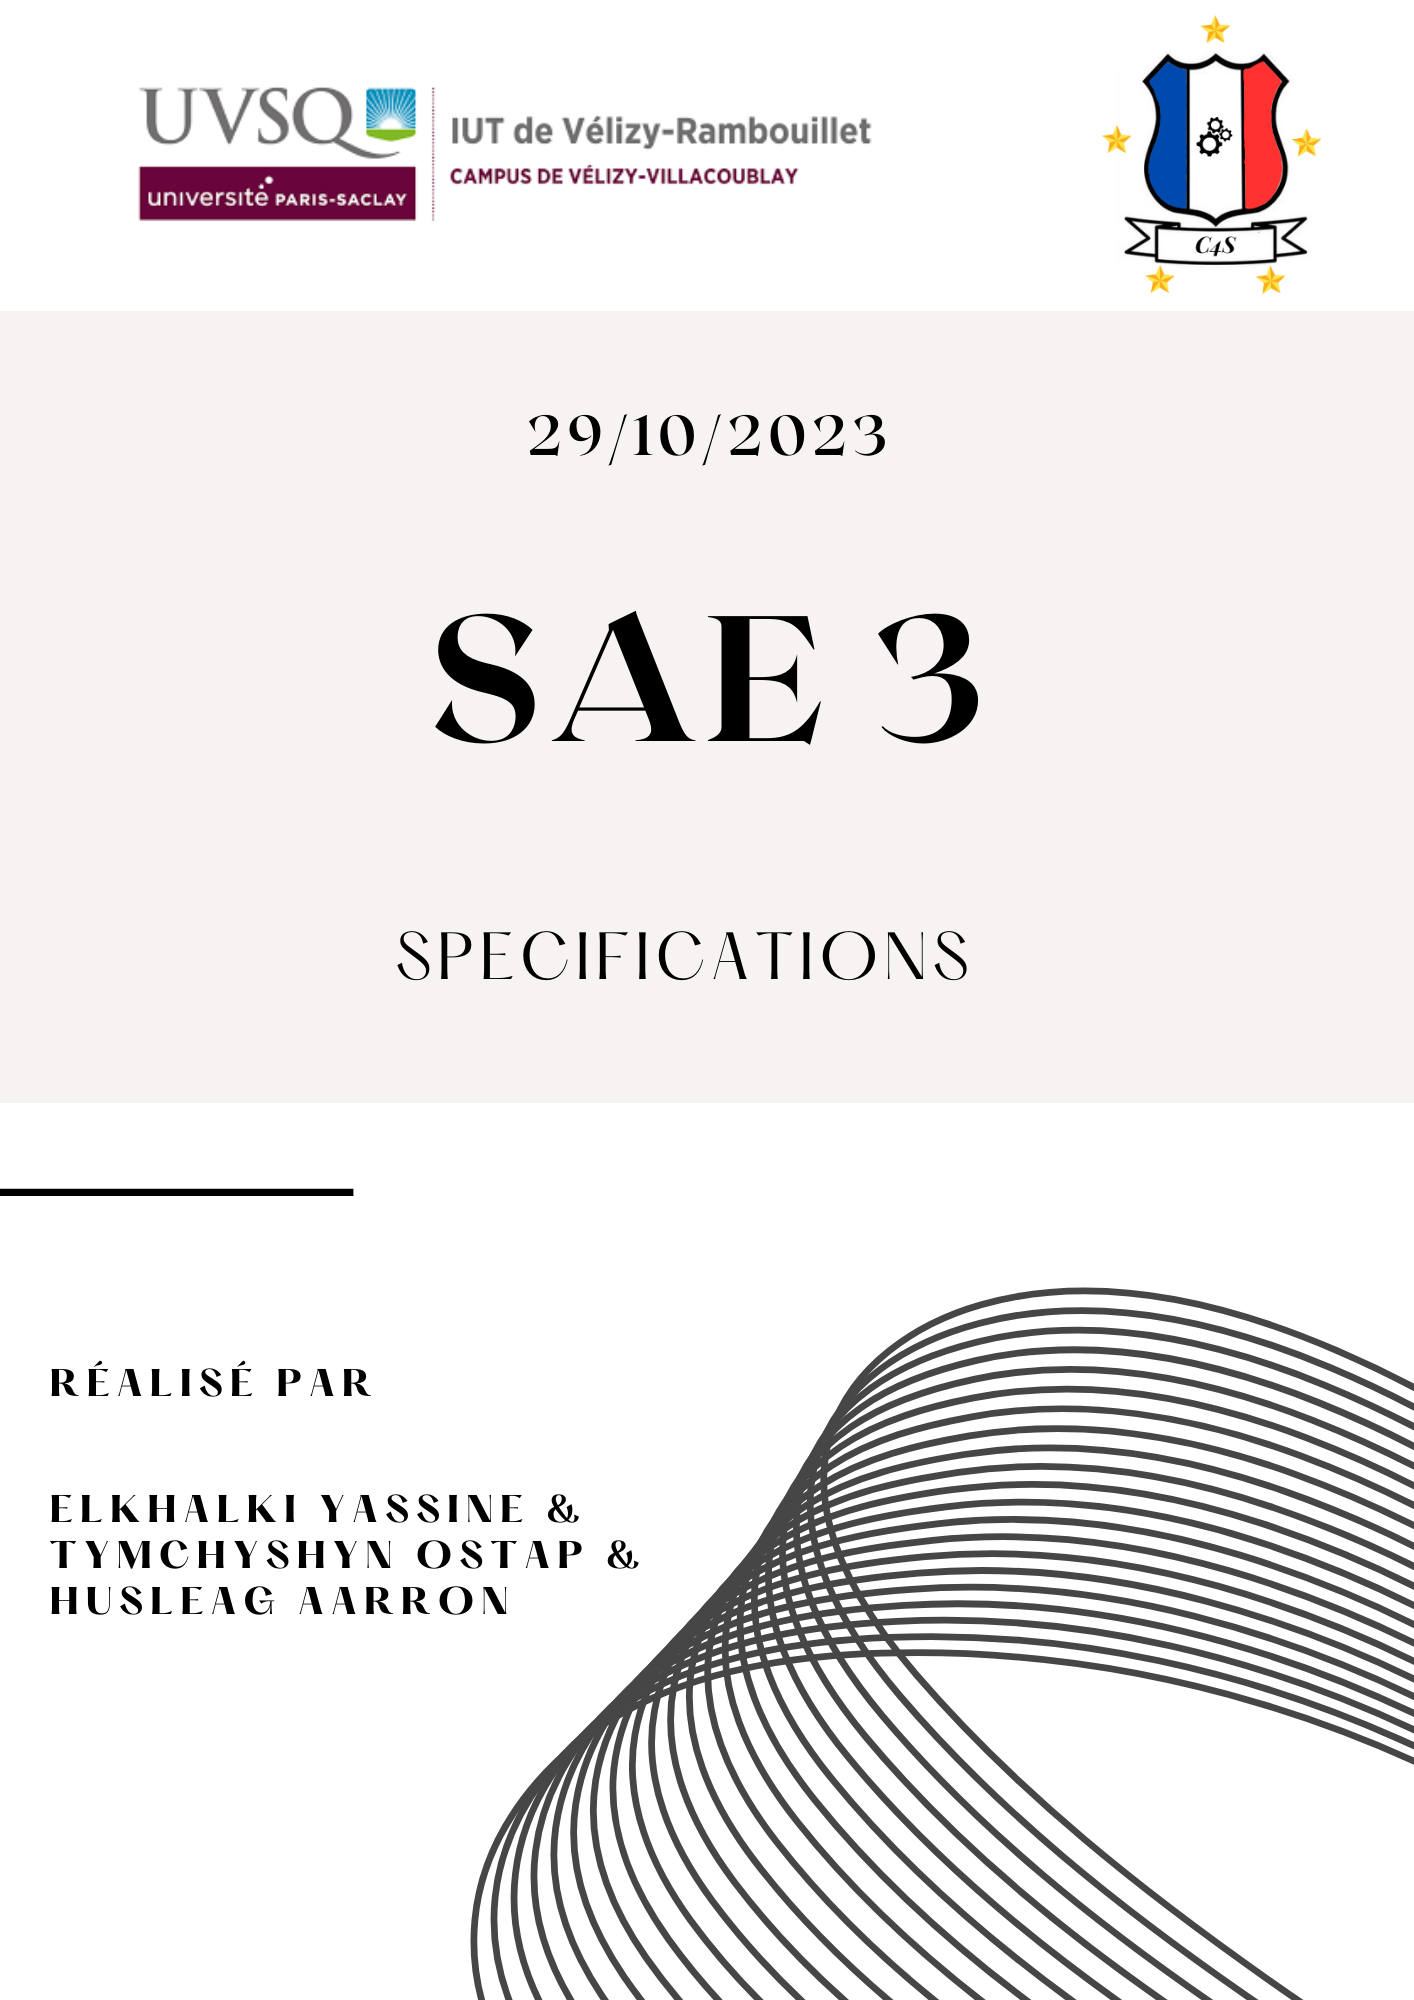 UVSQ
université PARIS-SACLAY
IUT de Vélizy-Rambouillet
CAMPUS DE VÉLIZY-VILLACOUBLAY
C4S
29/10/2023
SAE 3
SPECIFICATIONS
RÉALISÉ PAR
ELKHALKI YASSINE &
TYMCHYSHYN OSTAP &
HUSLEAG AARRON